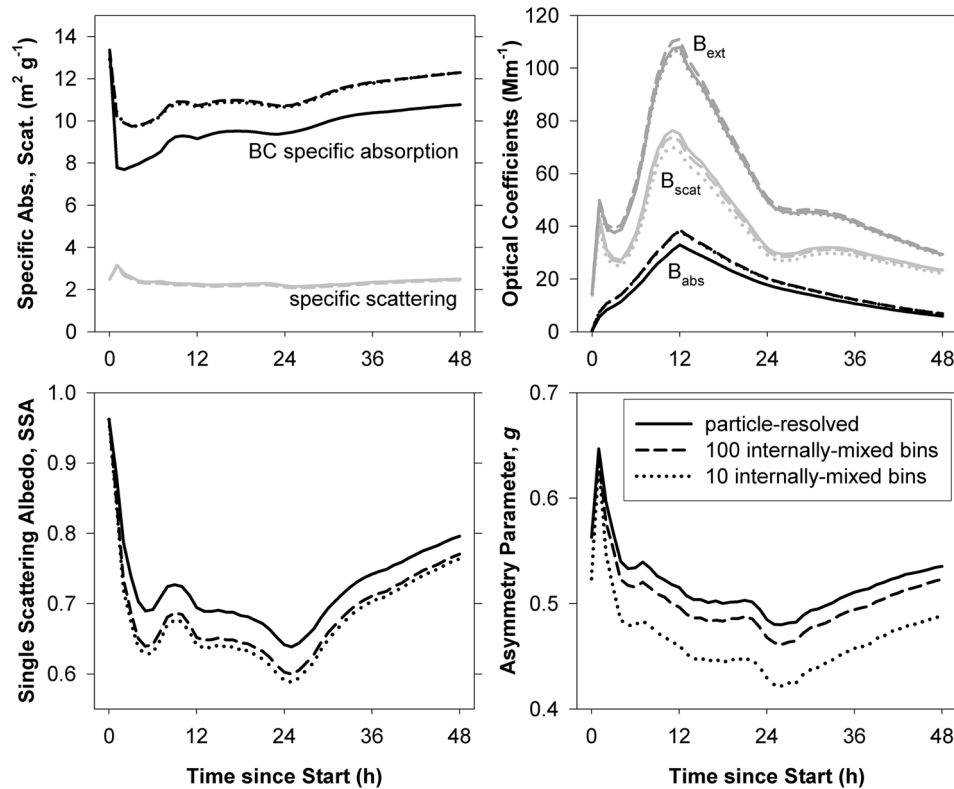 Specific Abs., Scat. (m² g⁻¹)
14
12
10
8
6
4
2
0
BC specific absorption
specific scattering
0 12 24 36 48
Optical Coefficients (Mm⁻¹)
120
100
80
60
40
20
0
B_ext
B_scat
B_abs
0 12 24 36 48
Single Scattering Albedo, SSA
1.0
0.9
0.8
0.7
0.6
0 12 24 36 48
Time since Start (h)
Asymmetry Parameter, g
0.7
0.6
0.5
0.4
particle-resolved
100 internally-mixed bins
10 internally-mixed bins
0 12 24 36 48
Time since Start (h)